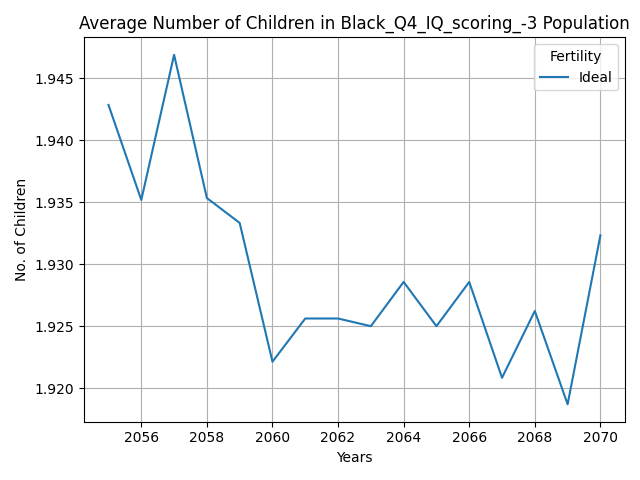 Average Number of Children in Black_Q4_IQ_scoring_-3 Population
Fertility
Ideal
No. of Children
1.945
1.940
1.935
1.930
1.925
1.920
2056 2058 2060 2062 2064 2066 2068 2070
Years